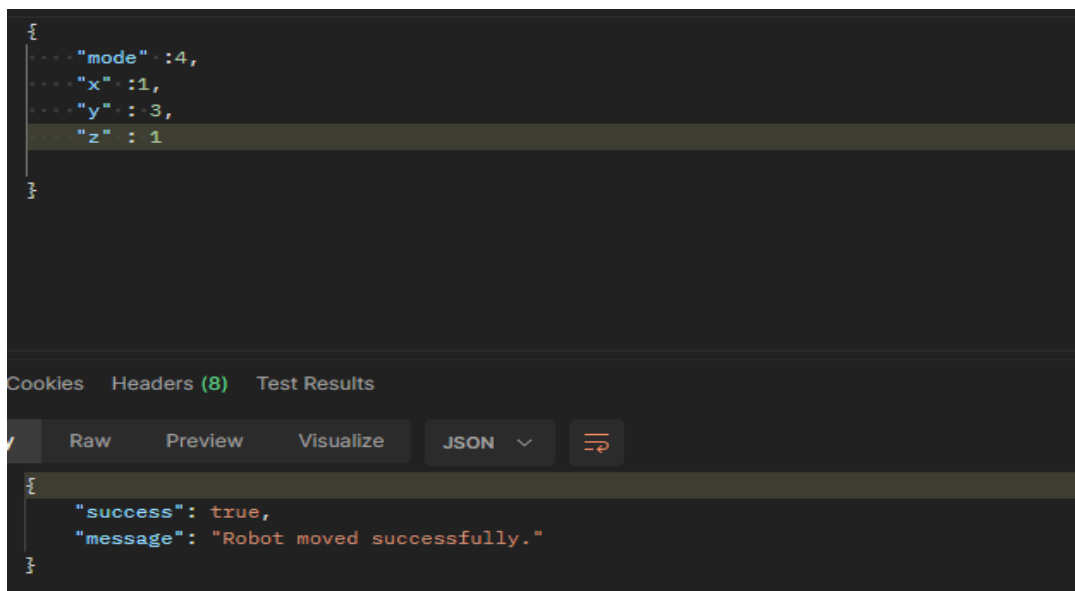 {
"mode" :4,
"x" :1,
"y" : 3,
"z" : 1
}
Cookies Headers (8) Test Results
y Raw Preview Visualize JSON
{
"success": true,
"message": "Robot moved successfully."
}